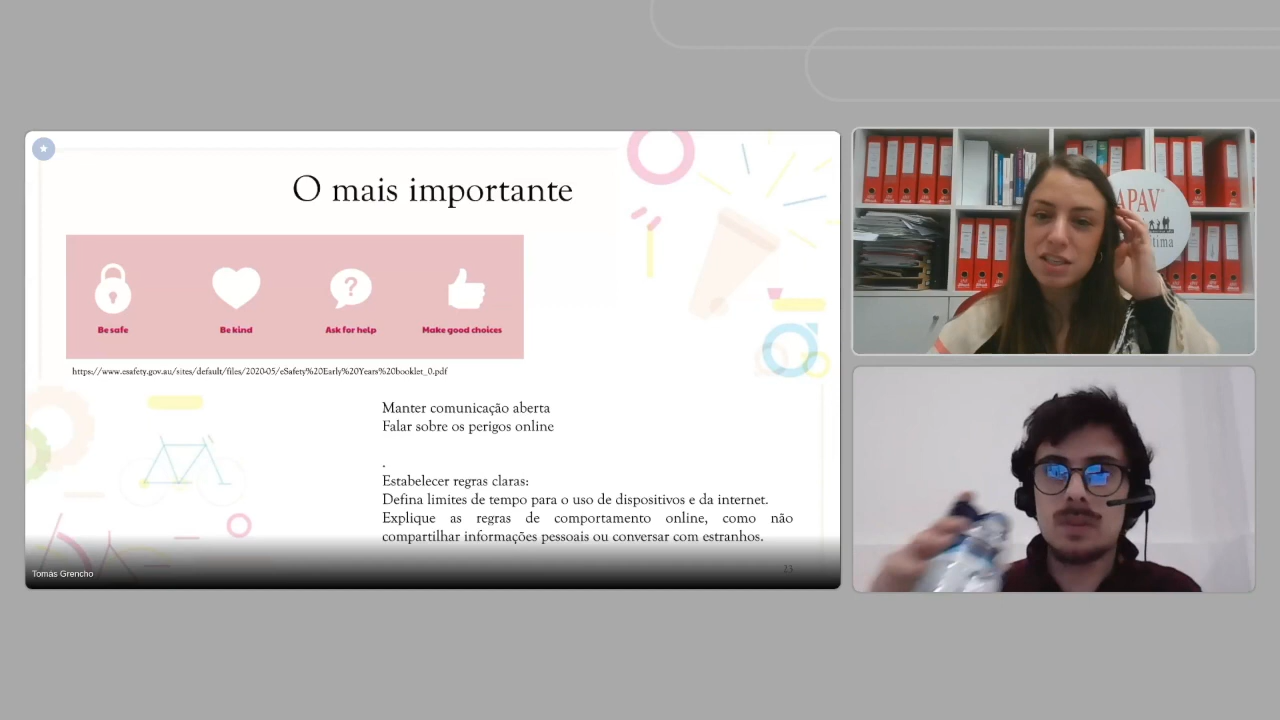 O mais importante
Be safe
Be kind
Ask for help
Make good choices
https://www.esafety.gov.au/sites/default/files/2020-05/eSafety%20Early%20Years%20booklet_0.pdf
Manter comunicação aberta
Falar sobre os perigos online
.
Estabelecer regras claras:
Defina limites de tempo para o uso de dispositivos e da internet.
Explique as regras de comportamento online, como não
compartilhar informações pessoais ou conversar com estranhos.
23
Tomás Grencho
APAV